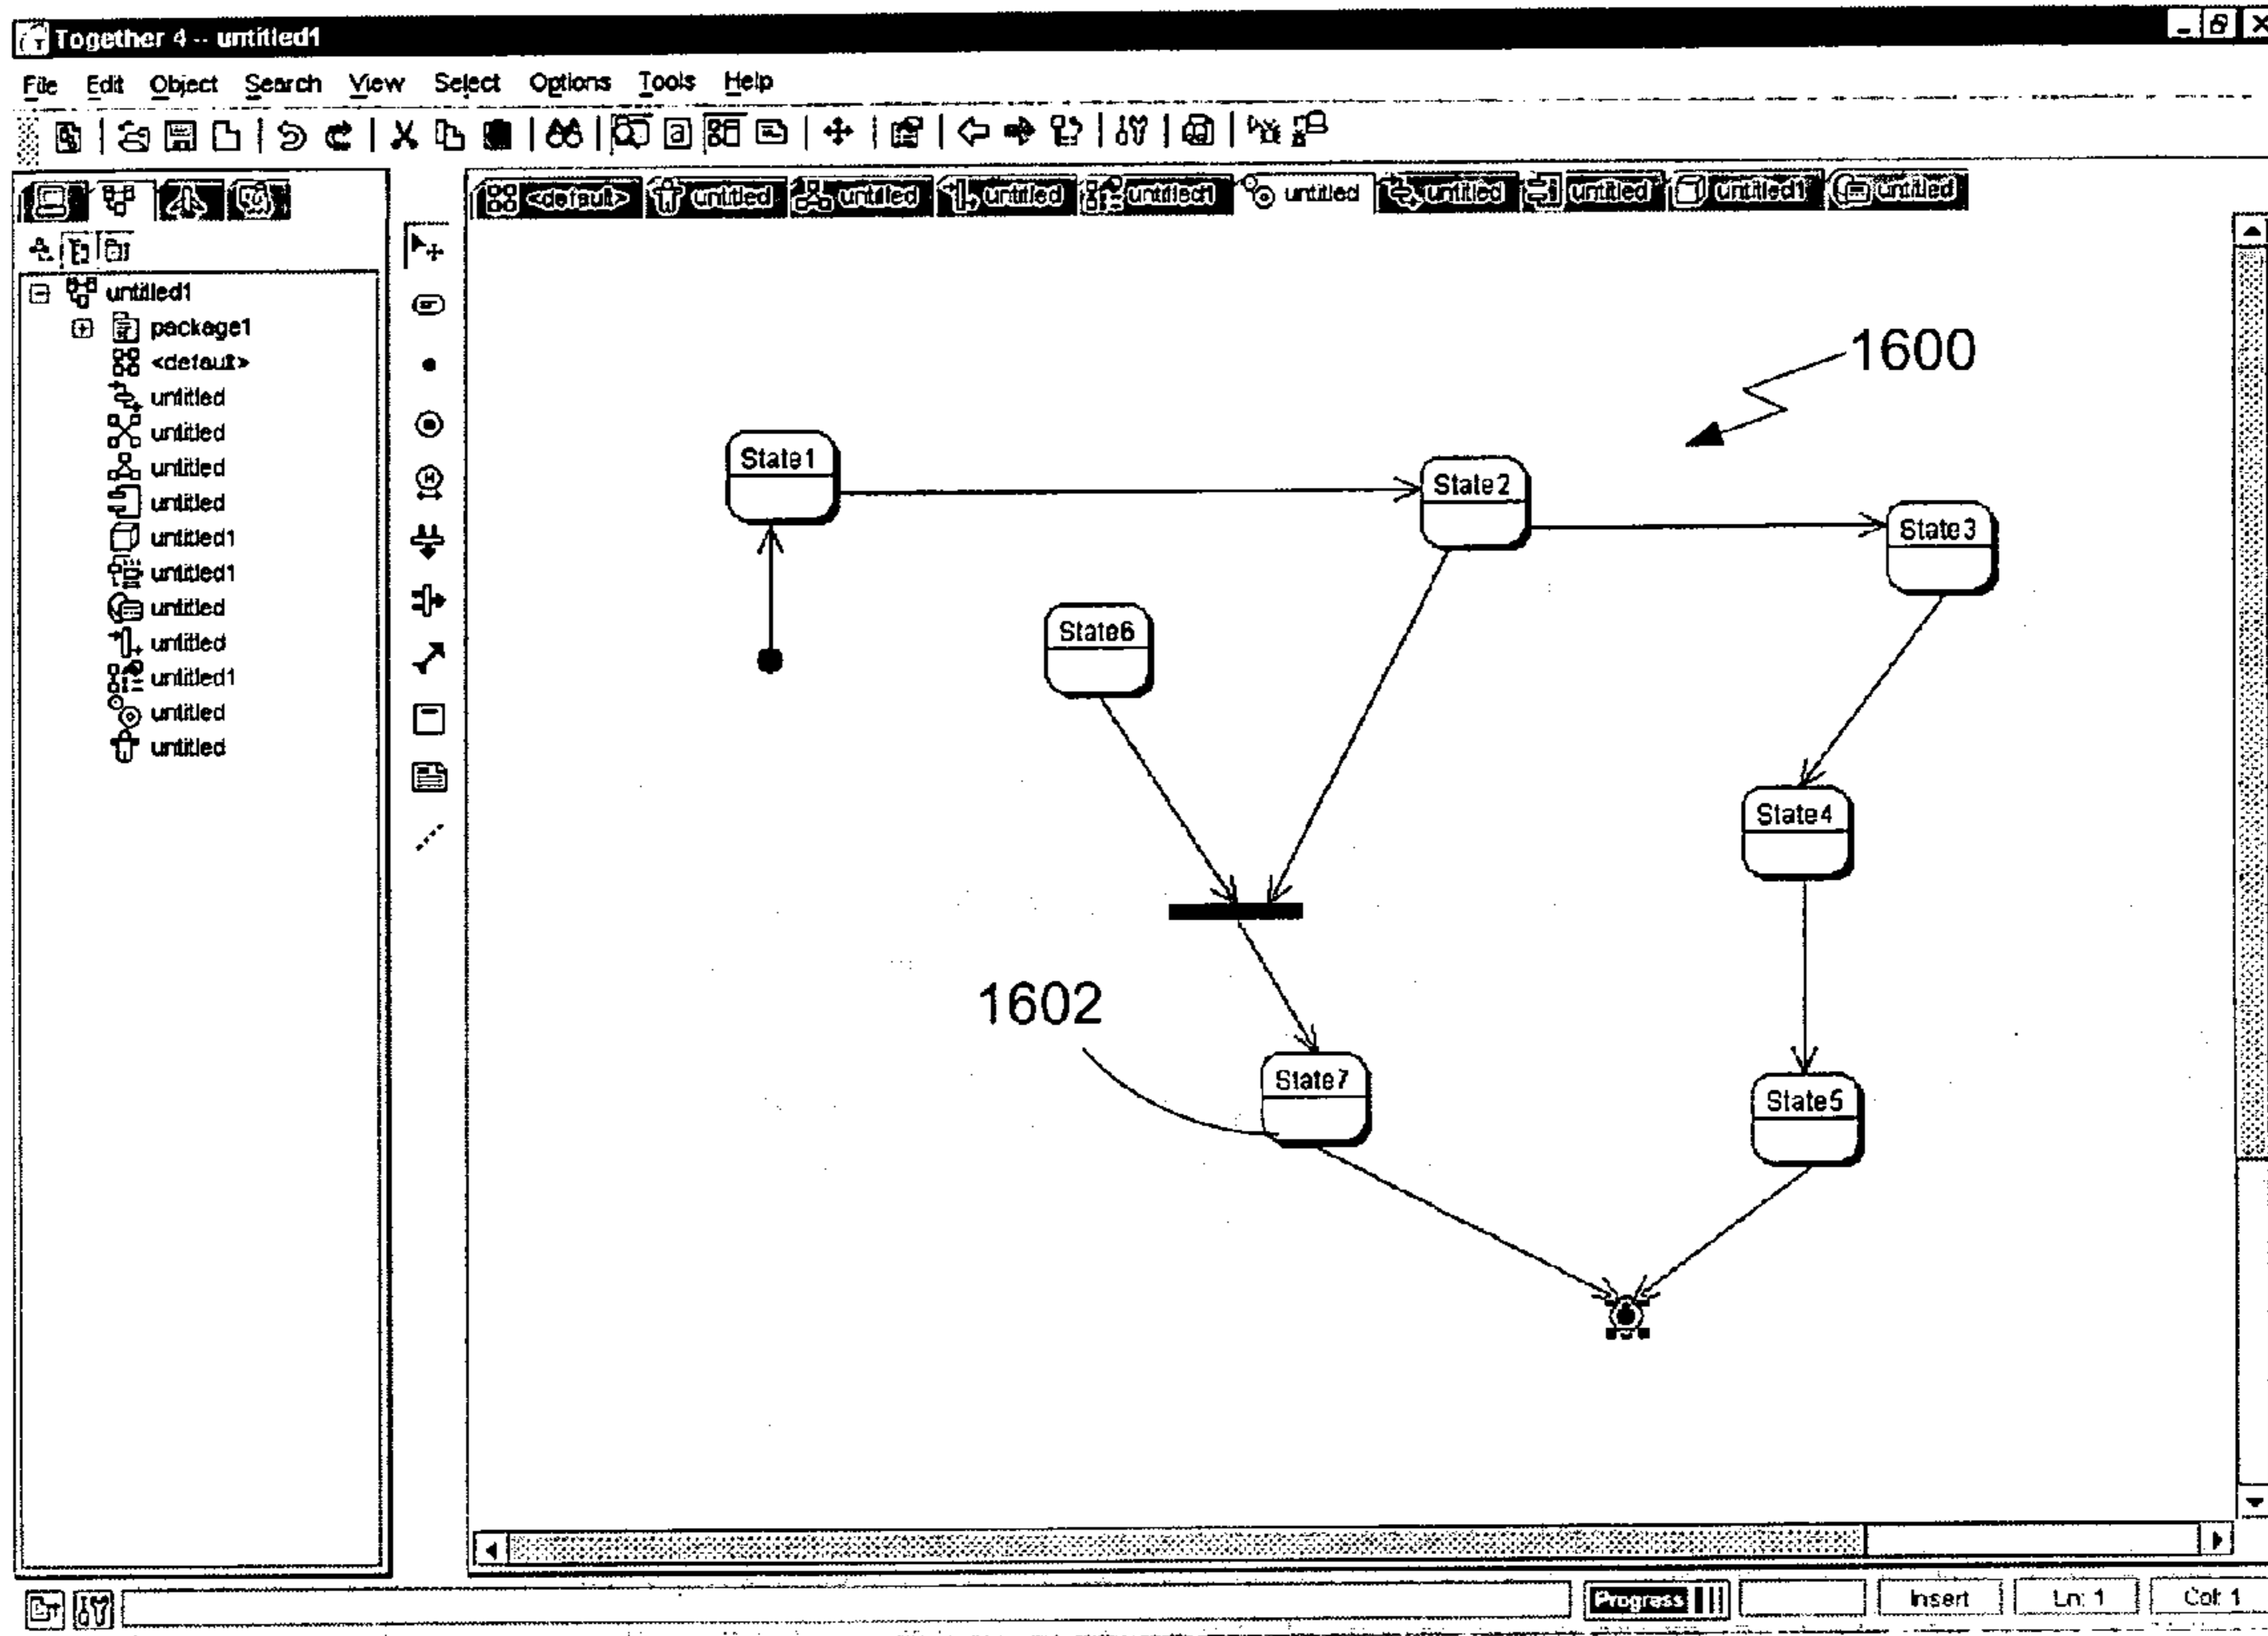 Together 4 -- untitled1
File Edit Object Search View Select Options Tools Help
<default> untitled untitled untitled untitled1 untitled untitled untitled untitled1 untitled
untitled1
package1
<default>
untitled
untitled
untitled
untitled
untitled1
untitled1
untitled
untitled
untitled1
untitled
untitled
1600
State1
State2
State3
State6
State4
1602
State7
State5
Progress Insert Ln: 1 Col: 1